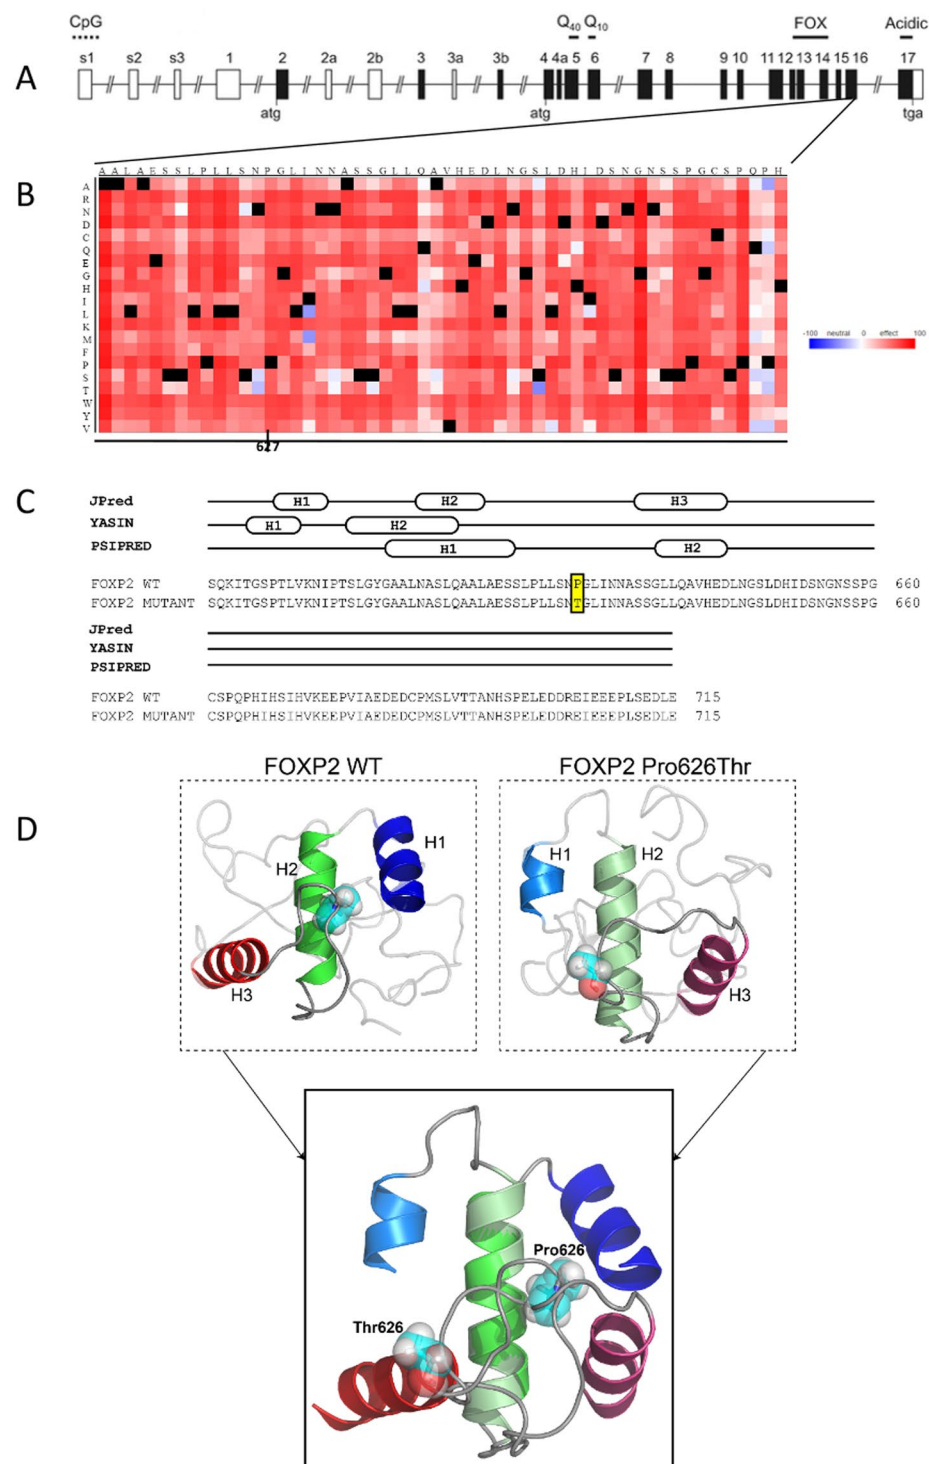 CpG Q40 Q10 FOX Acidic
A
s1 s2 s3 1 2 2a 2b 3 3a 3b 4 4a 5 6 7 8 9 10 11 12 13 14 15 16 17
atg atg tga
B
A A L A E S S L P L L S N P G L I N N A S S G L L Q A V H E D L N G S L D H I D S N G N S S P G C S P Q P H
A
R
N
D
C
Q
E
G
H
I
L
K
M
F
P
S
T
W
Y
V
-100 neutral 0 effect 100
627
C
JPred H1 H2 H3
YASIN H1 H2
PSIPRED H1 H2
FOXP2 WT SQKITGSPTLVKNIPTSLGYGAALNASLQAALAESSLPLLSNPGLINNASSGLLQAVHEDLNGSLDHIDSNGNSSPG 660
FOXP2 MUTANT SQKITGSPTLVKNIPTSLGYGAALNASLQAALAESSLPLLSNTGLINNASSGLLQAVHEDLNGSLDHIDSNGNSSPG 660
JPred
YASIN
PSIPRED
FOXP2 WT CSPQPHIHSIHVKEEPVIAEDEDCPMSLVTTANHSPELEDDREIEEEPLSEDLE 715
FOXP2 MUTANT CSPQPHIHSIHVKEEPVIAEDEDCPMSLVTTANHSPELEDDREIEEEPLSEDLE 715
D
FOXP2 WT FOXP2 Pro626Thr
H1 H2 H3
H1 H2 H3
Pro626
Thr626